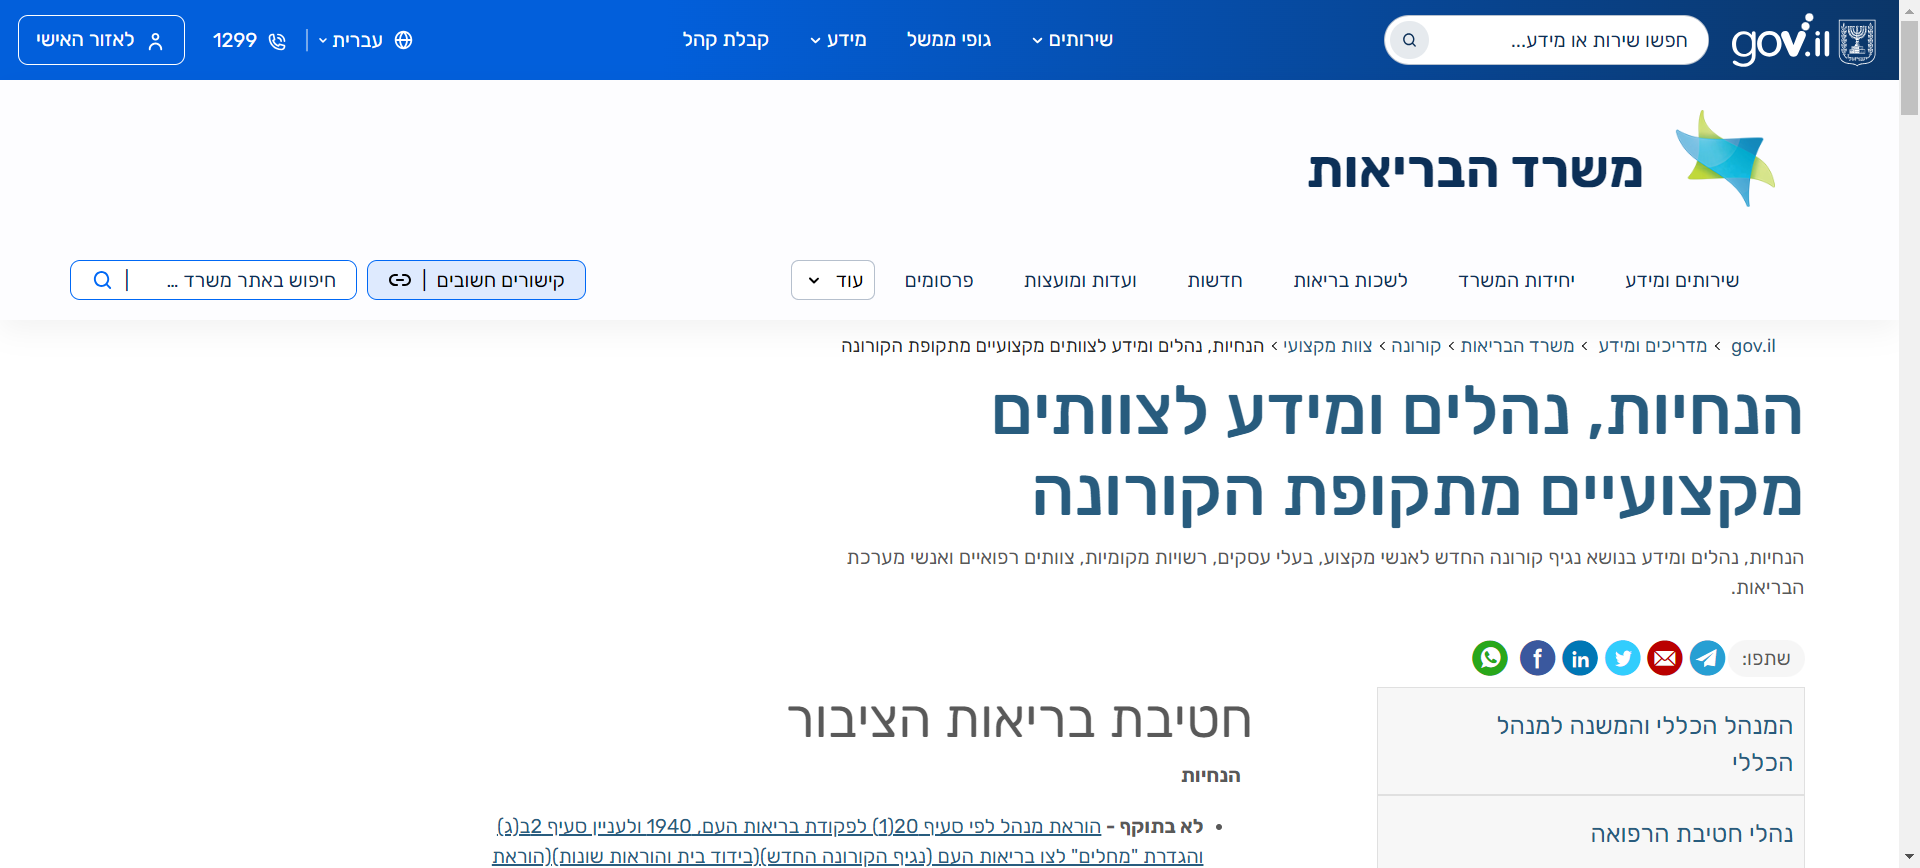 gov.il
חפשו שירות או מידע...
שירותים
גופי ממשל
מידע
קבלת קהל
עברית
1299
לאזור האישי
משרד הבריאות
שירותים ומידע
יחידות המשרד
לשכות בריאות
חדשות
ועדות ומועצות
פרסומים
עוד
קישורים חשובים
חיפוש באתר משרד ...
gov.il › מדריכים ומידע › משרד הבריאות › קורונה › צוות מקצועי › הנחיות, נהלים ומידע לצוותים מקצועיים מתקופת הקורונה
הנחיות, נהלים ומידע לצוותים
מקצועיים מתקופת הקורונה
הנחיות, נהלים ומידע בנושא נגיף קורונה החדש לאנשי מקצוע, בעלי עסקים, רשויות מקומיות, צוותים רפואיים ואנשי מערכת
הבריאות.
שתפו:
המנהל הכללי והמשנה למנהל
הכללי
נהלי חטיבת הרפואה
חטיבת בריאות הציבור
הנחיות
• לא בתוקף - הוראת מנהל לפי סעיף 20(1) לפקודת בריאות העם, 1940 ולעניין סעיף 2ב(ג)
והגדרת "מחלים" לצו בריאות העם (נגיף הקורונה החדש)(בידוד בית והוראות שונות)(הוראת